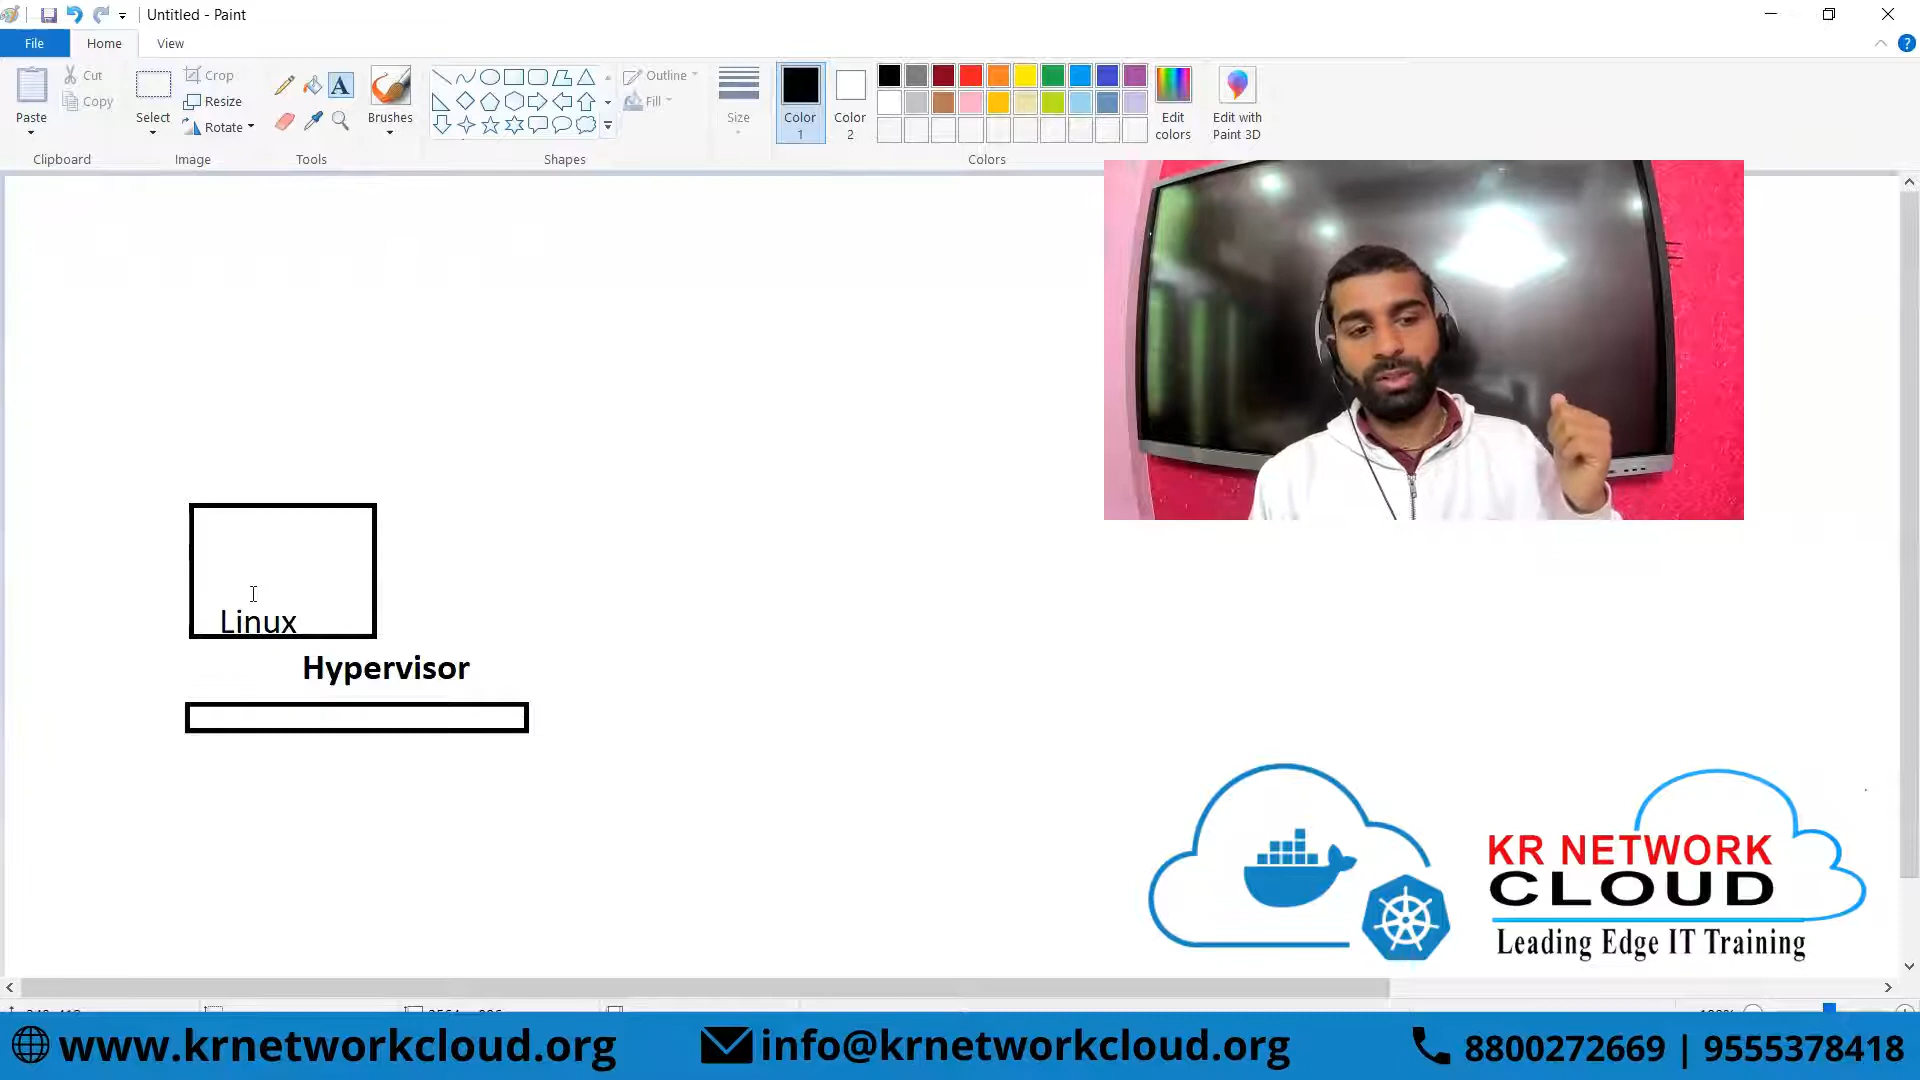 Untitled - Paint
File
Home
View
Paste
Cut
Copy
Clipboard
Select
Crop
Resize
Rotate
Image
A
Tools
Brushes
Shapes
Outline
Fill
Size
Color
1
Color
2
Edit
colors
Edit with
Paint 3D
Colors
Linux
Hypervisor
KR NETWORK
CLOUD
Leading Edge IT Training
www.krnetworkcloud.org
info@krnetworkcloud.org
8800272669 | 9555378418